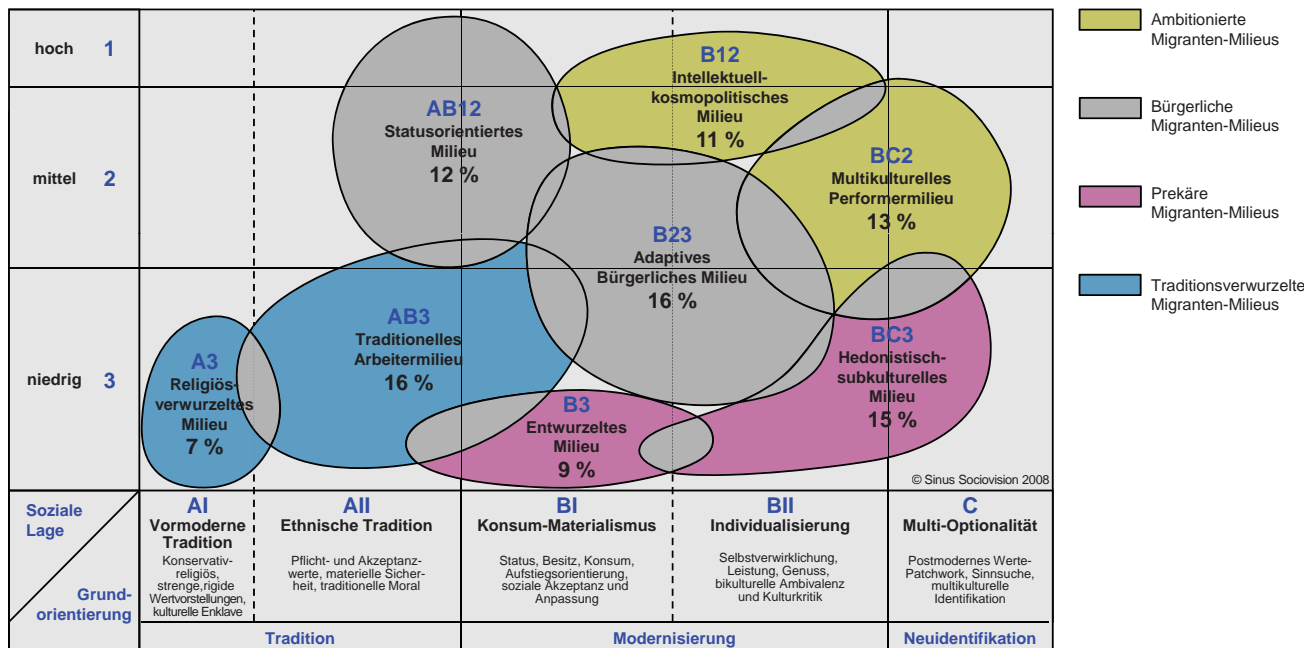 hoch 1
mittel 2
niedrig 3
AB12
Statusorientiertes
Milieu
12 %
B12
Intellektuell-
kosmopolitisches
Milieu
11 %
BC2
Multikulturelles
Performermilieu
13 %
B23
Adaptives
Bürgerliches Milieu
16 %
AB3
Traditionelles
Arbeitermilieu
16 %
A3
Religiös-
verwurzeltes
Milieu
7 %
B3
Entwurzeltes
Milieu
9 %
BC3
Hedonistisch-
subkulturelles
Milieu
15 %
© Sinus Sociovision 2008
Soziale
Lage
Grund-
orientierung
AI
Vormoderne
Tradition
Konservativ-
religiös,
strenge,rigide
Wertvorstellungen,
kulturelle Enklave
AII
Ethnische Tradition
Pflicht- und Akzeptanz-
werte, materielle Sicher-
heit, traditionelle Moral
BI
Konsum-Materialismus
Status, Besitz, Konsum,
Aufstiegsorientierung,
soziale Akzeptanz und
Anpassung
BII
Individualisierung
Selbstverwirklichung,
Leistung, Genuss,
bikulturelle Ambivalenz
und Kulturkritik
C
Multi-Optionalität
Postmodernes Werte-
Patchwork, Sinnsuche,
multikulturelle
Identifikation
Tradition
Modernisierung
Neuidentifikation
Ambitionierte
Migranten-Milieus
Bürgerliche
Migranten-Milieus
Prekäre
Migranten-Milieus
Traditionsverwurzelte
Migranten-Milieus